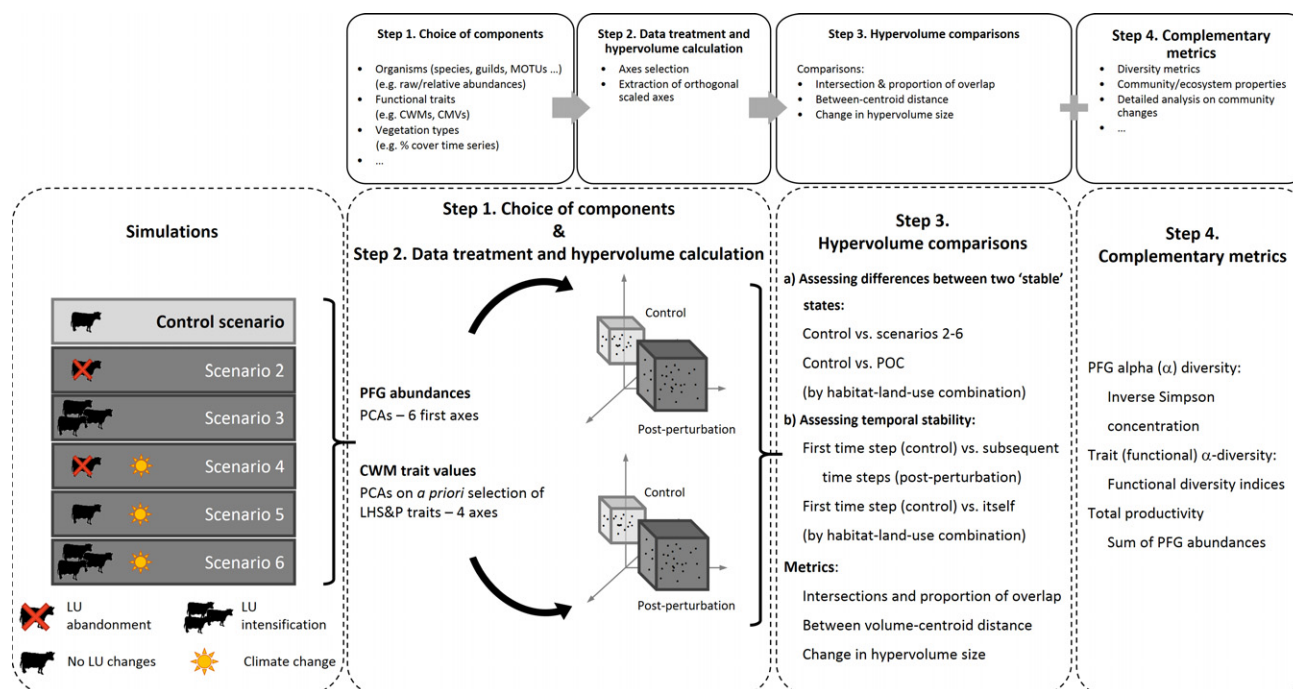 Step 1. Choice of components
• Organisms (species, guilds, MOTUs ...)
(e.g. raw/relative abundances)
• Functional traits
(e.g. CWMs, CMVs)
• Vegetation types
(e.g. % cover time series)
• ...
Step 2. Data treatment and
hypervolume calculation
• Axes selection
• Extraction of orthogonal
scaled axes
Step 3. Hypervolume comparisons
Comparisons:
• Intersection & proportion of overlap
• Between-centroid distance
• Change in hypervolume size
Step 4. Complementary
metrics
• Diversity metrics
• Community/ecosystem properties
• Detailed analysis on community
changes
• ...
Simulations
Control scenario
Scenario 2
Scenario 3
Scenario 4
Scenario 5
Scenario 6
LU
abandonment
LU
intensification
No LU changes
Climate change
Step 1. Choice of components
&
Step 2. Data treatment and hypervolume calculation
PFG abundances
PCAs – 6 first axes
CWM trait values
PCAs on a priori selection of
LHS&P traits – 4 axes
Control
Post-perturbation
Control
Post-perturbation
Step 3.
Hypervolume comparisons
a) Assessing differences between two ‘stable’
states:
Control vs. scenarios 2-6
Control vs. POC
(by habitat-land-use combination)
b) Assessing temporal stability:
First time step (control) vs. subsequent
time steps (post-perturbation)
First time step (control) vs. itself
(by habitat-land-use combination)
Metrics:
Intersections and proportion of overlap
Between volume-centroid distance
Change in hypervolume size
Step 4.
Complementary metrics
PFG alpha (α) diversity:
Inverse Simpson
concentration
Trait (functional) α-diversity:
Functional diversity indices
Total productivity
Sum of PFG abundances